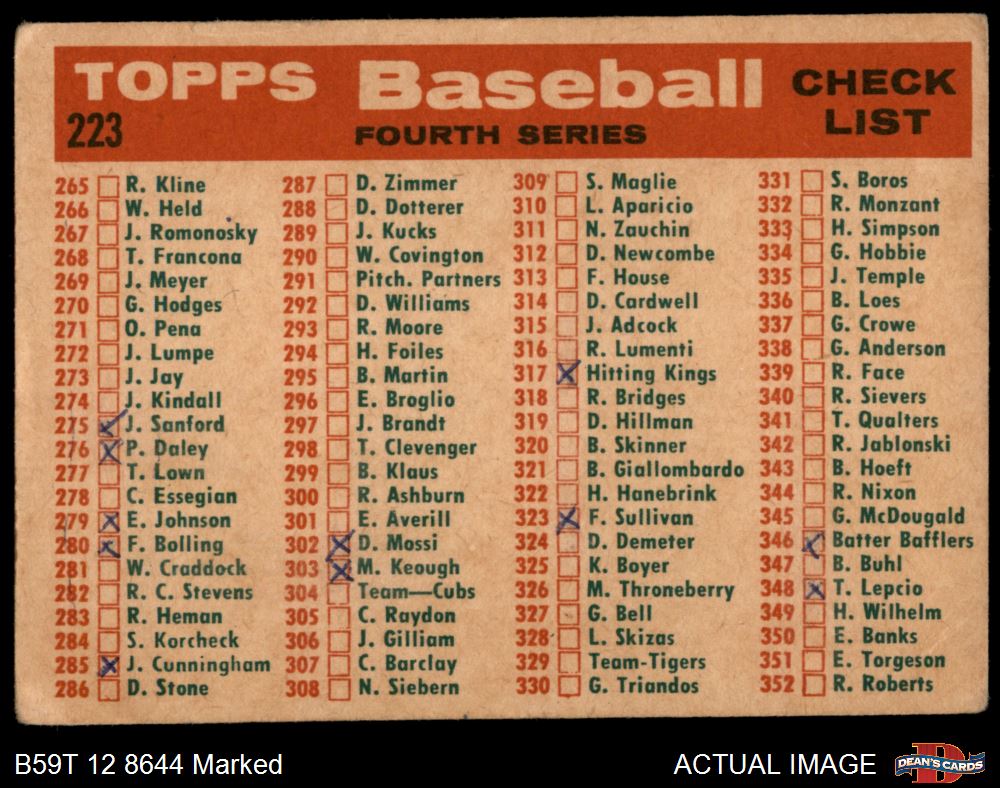 TOPPS Baseball CHECK LIST
223 FOURTH SERIES
265 R. Kline
266 W. Held
267 J. Romonosky
268 T. Francona
269 J. Meyer
270 G. Hodges
271 O. Pena
272 J. Lumpe
273 J. Jay
274 J. Kindall
275 J. Sanford
276 P. Daley
277 T. Lown
278 C. Essegian
279 E. Johnson
280 F. Bolling
281 W. Craddock
282 R. C. Stevens
283 R. Heman
284 S. Korcheck
285 J. Cunningham
286 D. Stone
287 D. Zimmer
288 D. Dotterer
289 J. Kucks
290 W. Covington
291 Pitch. Partners
292 D. Williams
293 R. Moore
294 H. Foiles
295 B. Martin
296 E. Broglio
297 J. Brandt
298 T. Clevenger
299 B. Klaus
300 R. Ashburn
301 E. Averill
302 D. Mossi
303 M. Keough
304 Team—Cubs
305 C. Raydon
306 J. Gilliam
307 C. Barclay
308 N. Siebern
309 S. Maglie
310 L. Aparicio
311 N. Zauchin
312 D. Newcombe
313 F. House
314 D. Cardwell
315 J. Adcock
316 R. Lumenti
317 Hitting Kings
318 R. Bridges
319 D. Hillman
320 B. Skinner
321 B. Giallombardo
322 H. Hanebrink
323 F. Sullivan
324 D. Demeter
325 K. Boyer
326 M. Throneberry
327 G. Bell
328 L. Skizas
329 Team-Tigers
330 G. Triandos
331 S. Boros
332 R. Monzant
333 H. Simpson
334 G. Hobbie
335 J. Temple
336 B. Loes
337 G. Crowe
338 G. Anderson
339 R. Face
340 R. Sievers
341 T. Qualters
342 R. Jablonski
343 B. Hoeft
344 R. Nixon
345 G. McDougald
346 Batter Bafflers
347 B. Buhl
348 T. Lepcio
349 H. Wilhelm
350 E. Banks
351 E. Torgeson
352 R. Roberts
B59T 12 8644 Marked
ACTUAL IMAGE
DEAN'S CARDS